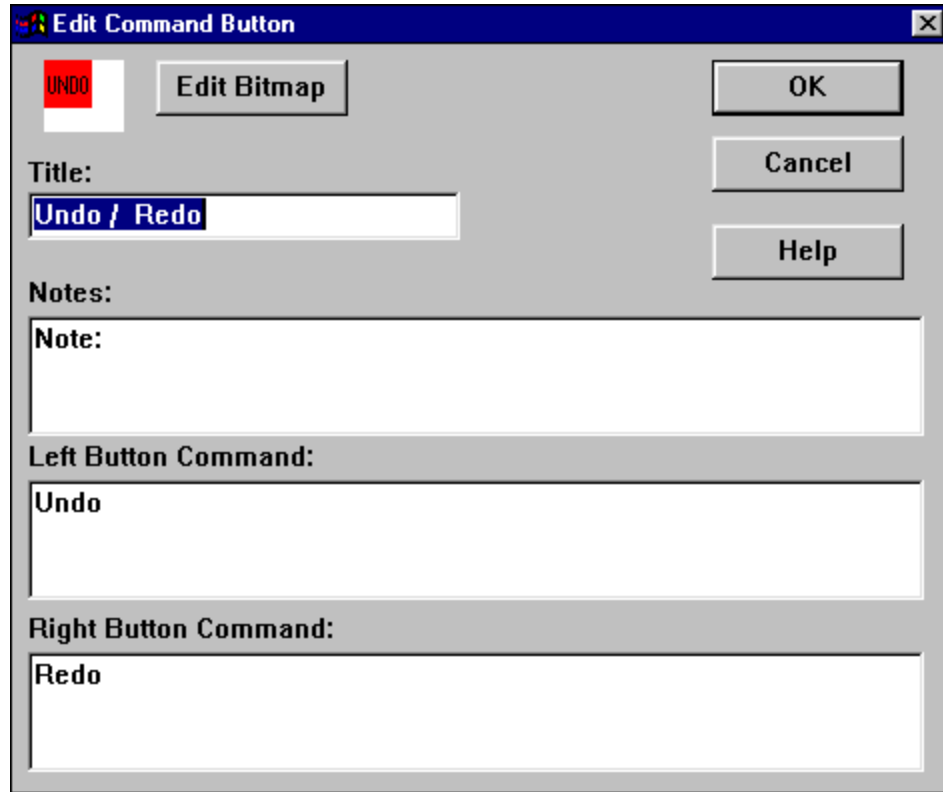 Edit Command Button
UNDO
Edit Bitmap
OK
Title:
Cancel
Undo /  Redo
Help
Notes:
Note:
Left Button Command:
Undo
Right Button Command:
Redo